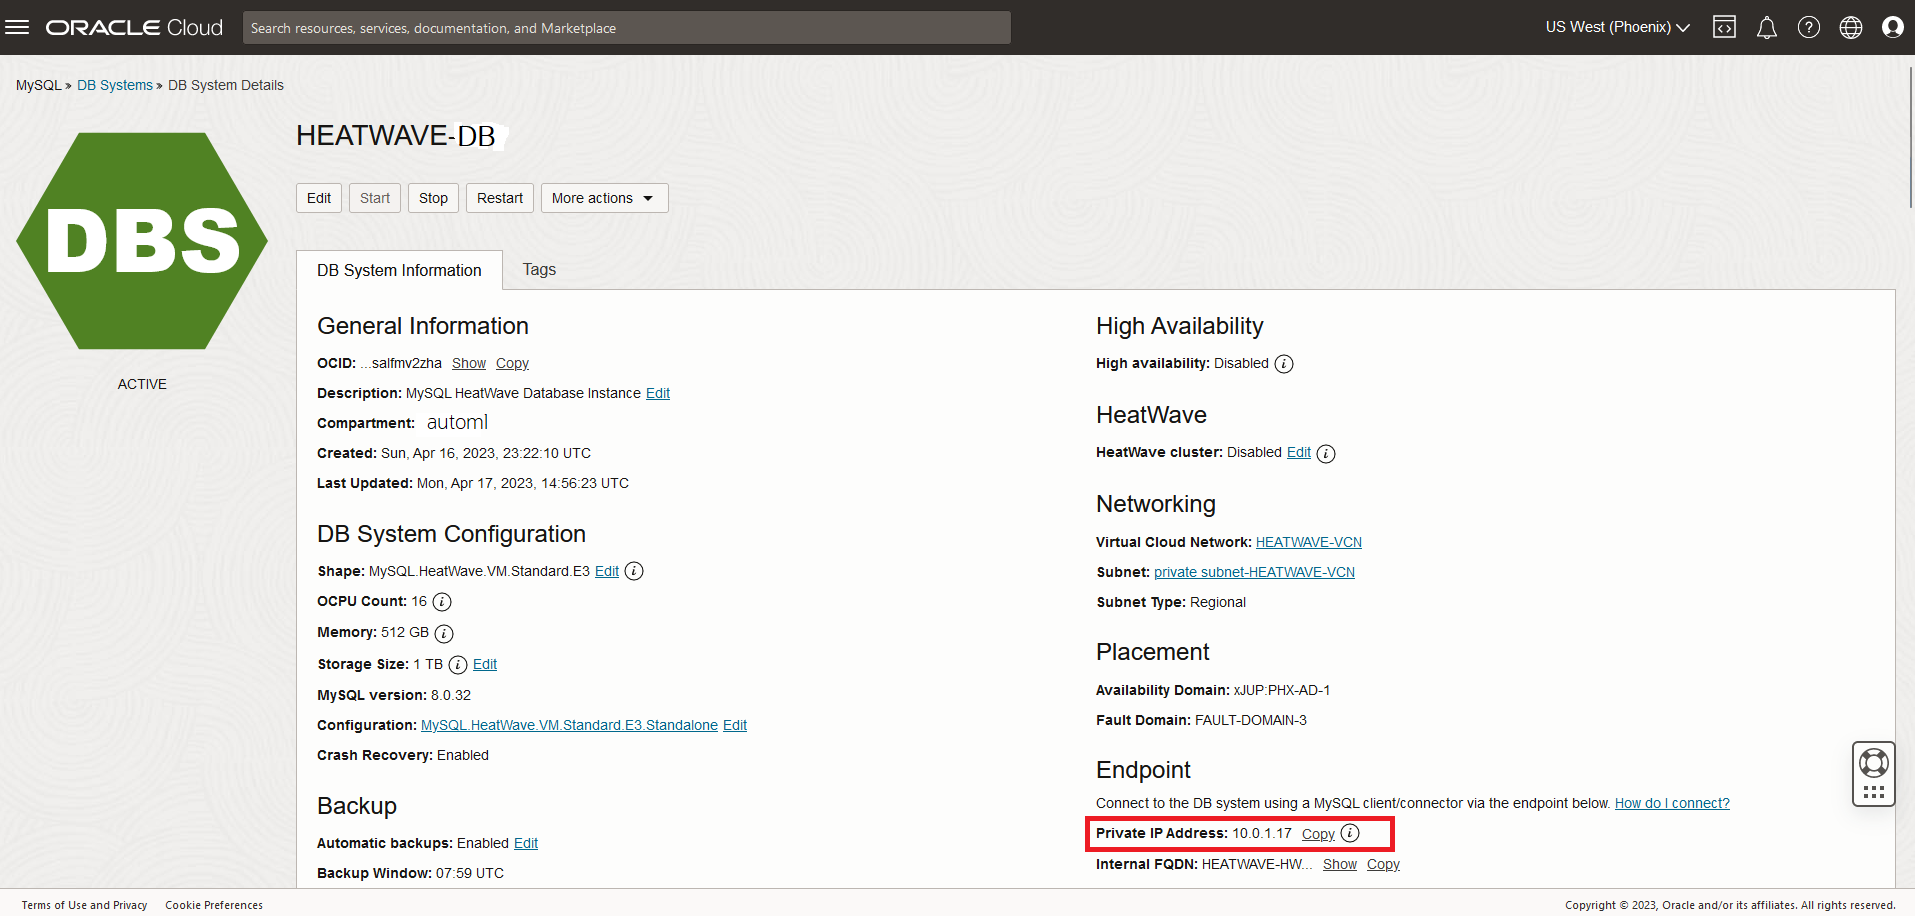 ORACLE Cloud
Search resources, services, documentation, and Marketplace
US West (Phoenix)
MySQL » DB Systems » DB System Details
DBS
ACTIVE
HEATWAVE-DB
Edit
Start
Stop
Restart
More actions
DB System Information
Tags
General Information
OCID: ...salfmv2zha Show Copy
Description: MySQL HeatWave Database Instance Edit
Compartment: automl
Created: Sun, Apr 16, 2023, 23:22:10 UTC
Last Updated: Mon, Apr 17, 2023, 14:56:23 UTC
DB System Configuration
Shape: MySQL.HeatWave.VM.Standard.E3 Edit i
OCPU Count: 16 i
Memory: 512 GB i
Storage Size: 1 TB i Edit
MySQL version: 8.0.32
Configuration: MySQL.HeatWave.VM.Standard.E3.Standalone Edit
Crash Recovery: Enabled
Backup
Automatic backups: Enabled Edit
Backup Window: 07:59 UTC
High Availability
High availability: Disabled i
HeatWave
HeatWave cluster: Disabled Edit i
Networking
Virtual Cloud Network: HEATWAVE-VCN
Subnet: private subnet-HEATWAVE-VCN
Subnet Type: Regional
Placement
Availability Domain: xJUP:PHX-AD-1
Fault Domain: FAULT-DOMAIN-3
Endpoint
Connect to the DB system using a MySQL client/connector via the endpoint below. How do I connect?
Private IP Address: 10.0.1.17 Copy i
Internal FQDN: HEATWAVE-HW... Show Copy
Terms of Use and Privacy
Cookie Preferences
Copyright © 2023, Oracle and/or its affiliates. All rights reserved.